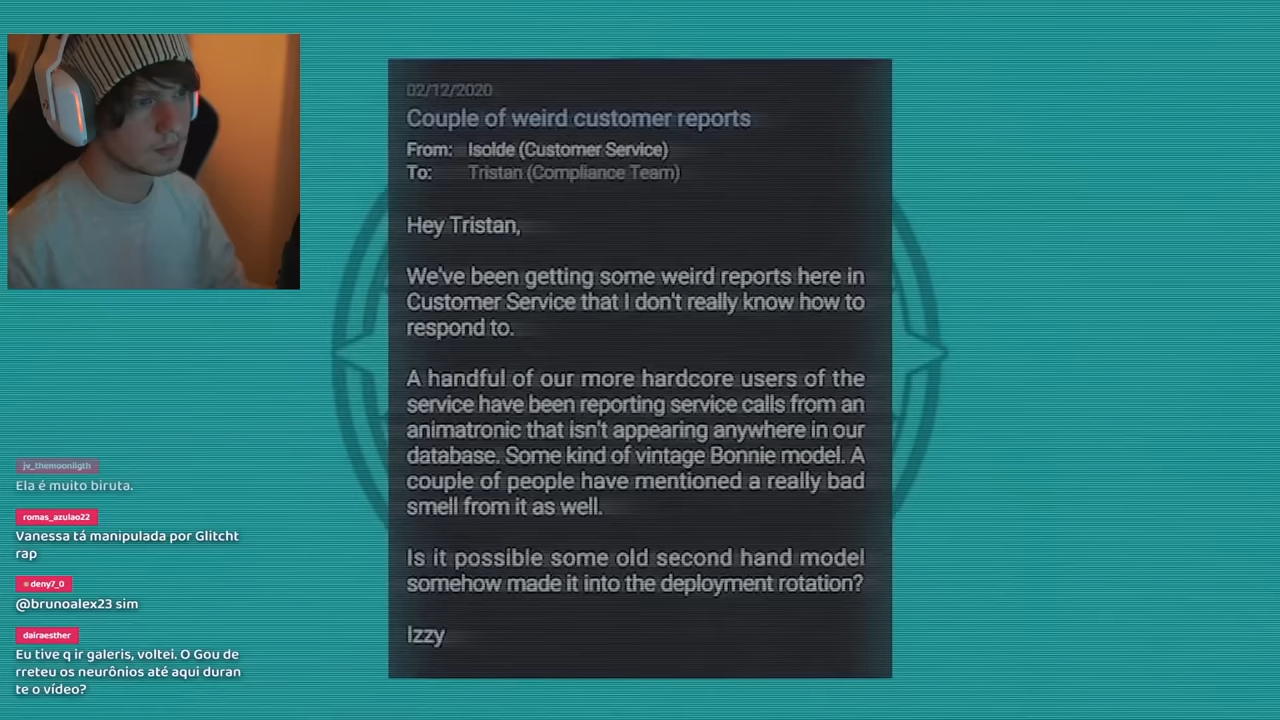 02/12/2020
Couple of weird customer reports
From: Isolde (Customer Service)
To: Tristan (Compliance Team)
Hey Tristan,
We've been getting some weird reports here in
Customer Service that I don't really know how to
respond to.
A handful of our more hardcore users of the
service have been reporting service calls from an
animatronic that isn't appearing anywhere in our
database. Some kind of vintage Bonnie model. A
couple of people have mentioned a really bad
smell from it as well.
Is it possible some old second hand model
somehow made it into the deployment rotation?
Izzy
jv_themoonligth
Ela é muito biruta.
romas_azulao22
Vanessa tá manipulada por Glitcht
rap
deny7_0
@brunoalex23 sim
dairaesther
Eu tive q ir galeris, voltei. O Gou de
rreteu os neurônios até aqui duran
te o vídeo?